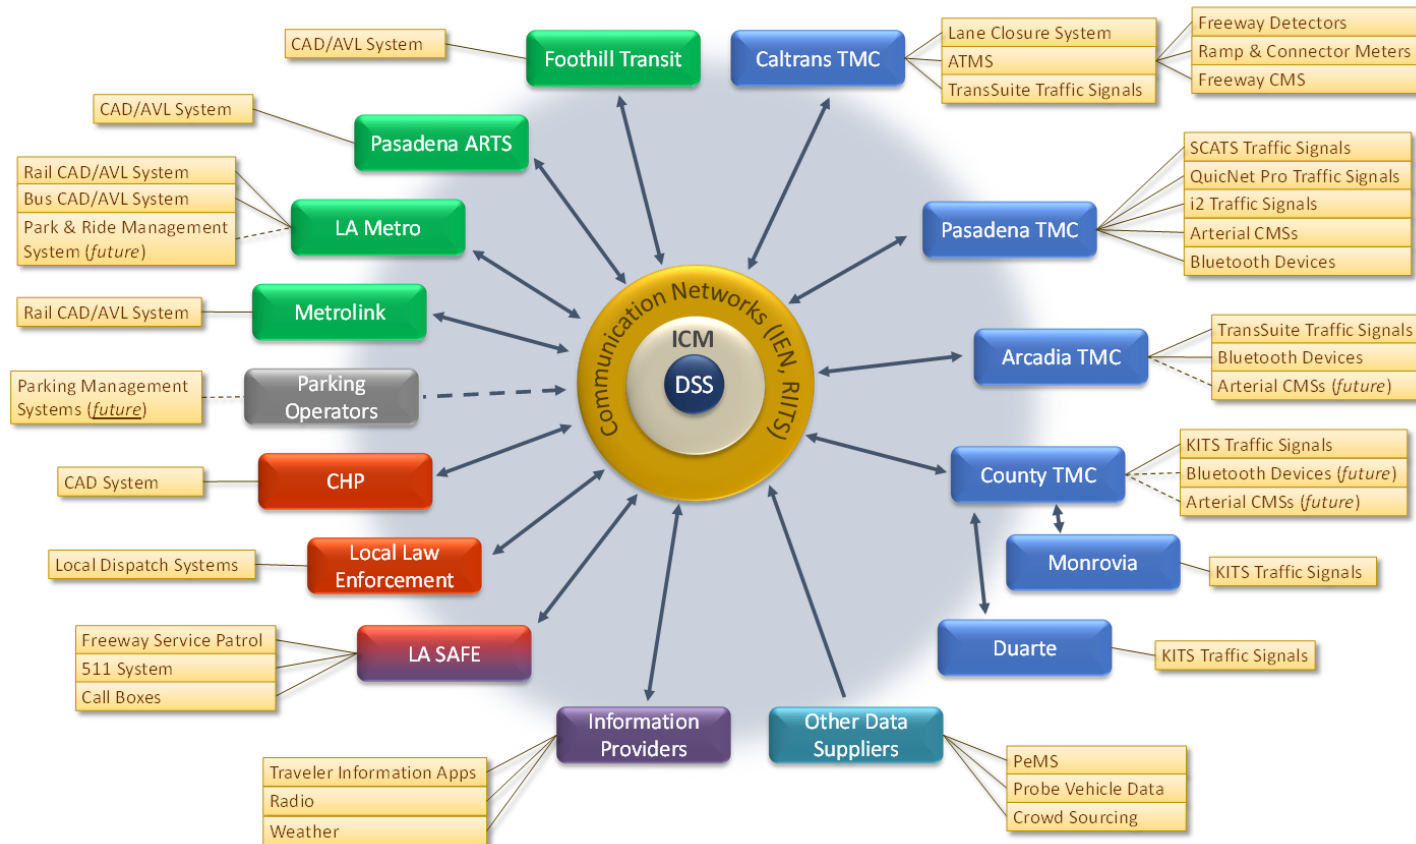 CAD/AVL System
Foothill Transit
Caltrans TMC
Lane Closure System
ATMS
TransSuite Traffic Signals
Freeway Detectors
Ramp & Connector Meters
Freeway CMS
CAD/AVL System
Pasadena ARTS
Rail CAD/AVL System
Bus CAD/AVL System
Park & Ride Management
System (future)
LA Metro
Pasadena TMC
SCATS Traffic Signals
QuicNet Pro Traffic Signals
i2 Traffic Signals
Arterial CMSs
Bluetooth Devices
Rail CAD/AVL System
Metrolink
Communication Networks (IEN, RIITS)
ICM
DSS
Arcadia TMC
TransSuite Traffic Signals
Bluetooth Devices
Arterial CMSs (future)
Parking Management
Systems (future)
Parking
Operators
CAD System
CHP
County TMC
KITS Traffic Signals
Bluetooth Devices (future)
Arterial CMSs (future)
Local Dispatch Systems
Local Law
Enforcement
Monrovia
KITS Traffic Signals
Freeway Service Patrol
511 System
Call Boxes
LA SAFE
Duarte
KITS Traffic Signals
Information
Providers
Traveler Information Apps
Radio
Weather
Other Data
Suppliers
PeMS
Probe Vehicle Data
Crowd Sourcing